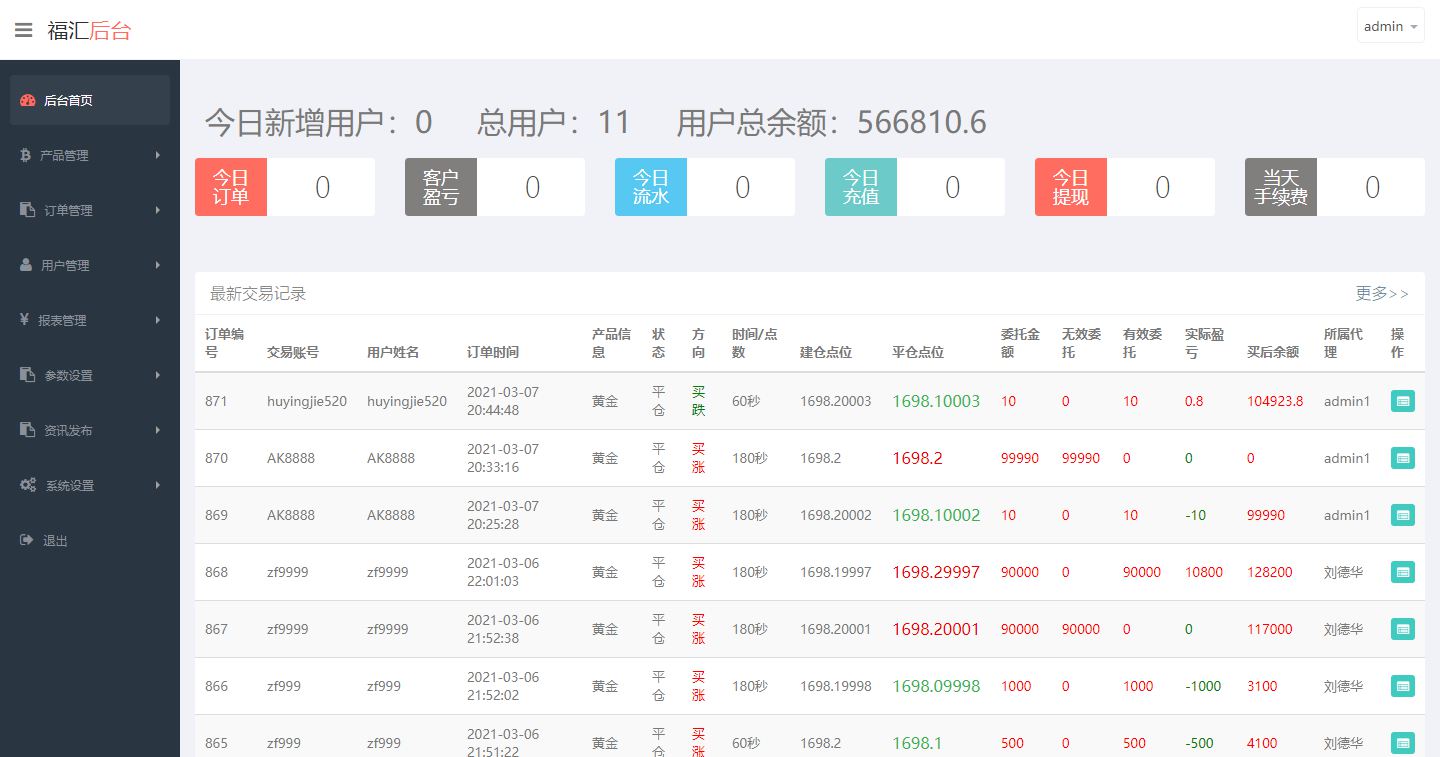 福汇后台
admin
后台首页
产品管理
订单管理
用户管理
报表管理
参数设置
资讯发布
系统设置
退出
今日新增用户：0 总用户：11 用户总余额：566810.6
今日
订单
0
客户
盈亏
0
今日
流水
0
今日
充值
0
今日
提现
0
当天
手续费
0
最新交易记录 更多>>
订单编号 交易账号 用户姓名 订单时间 产品信息 状态 方向 时间/点数 建仓点位 平仓点位 委托金额 无效委托 有效委托 实际盈亏 买后余额 所属代理 操作
871 huyingjie520 huyingjie520 2021-03-07 20:44:48 黄金 平仓 买跌 60秒 1698.20003 1698.10003 10 0 10 0.8 104923.8 admin1
870 AK8888 AK8888 2021-03-07 20:33:16 黄金 平仓 买涨 180秒 1698.2 1698.2 99990 99990 0 0 0 admin1
869 AK8888 AK8888 2021-03-07 20:25:28 黄金 平仓 买涨 180秒 1698.20002 1698.10002 10 0 10 -10 99990 admin1
868 zf9999 zf9999 2021-03-06 22:01:03 黄金 平仓 买涨 180秒 1698.19997 1698.29997 90000 0 90000 10800 128200 刘德华
867 zf9999 zf9999 2021-03-06 21:52:38 黄金 平仓 买涨 180秒 1698.20001 1698.20001 90000 90000 0 0 117000 刘德华
866 zf999 zf999 2021-03-06 21:52:02 黄金 平仓 买涨 180秒 1698.19998 1698.09998 1000 0 1000 -1000 3100 刘德华
865 zf999 zf999 2021-03-06 21:51:22 黄金 平仓 买涨 60秒 1698.2 1698.1 500 0 500 -500 4100 刘德华